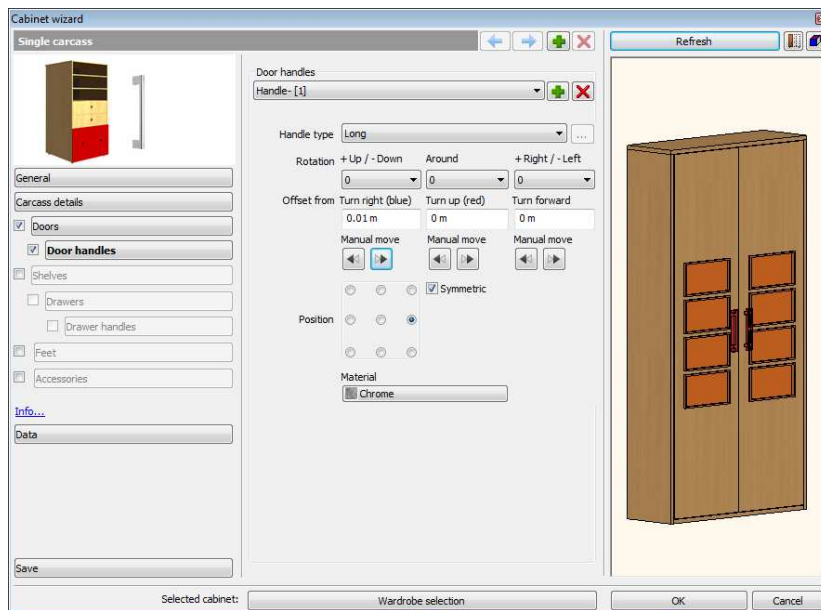 Cabinet wizard
Single carcass
Refresh
Door handles
Handle- [1]
Handle type Long ...
Rotation + Up / - Down Around + Right / - Left
0 0 0
Offset from Turn right (blue) Turn up (red) Turn forward
0.01 m 0 m 0 m
Manual move Manual move Manual move
Symmetric
Position
Material
Chrome
General
Carcass details
Doors
Door handles
Shelves
Drawers
Drawer handles
Feet
Accessories
Info...
Data
Save
Selected cabinet: Wardrobe selection OK Cancel